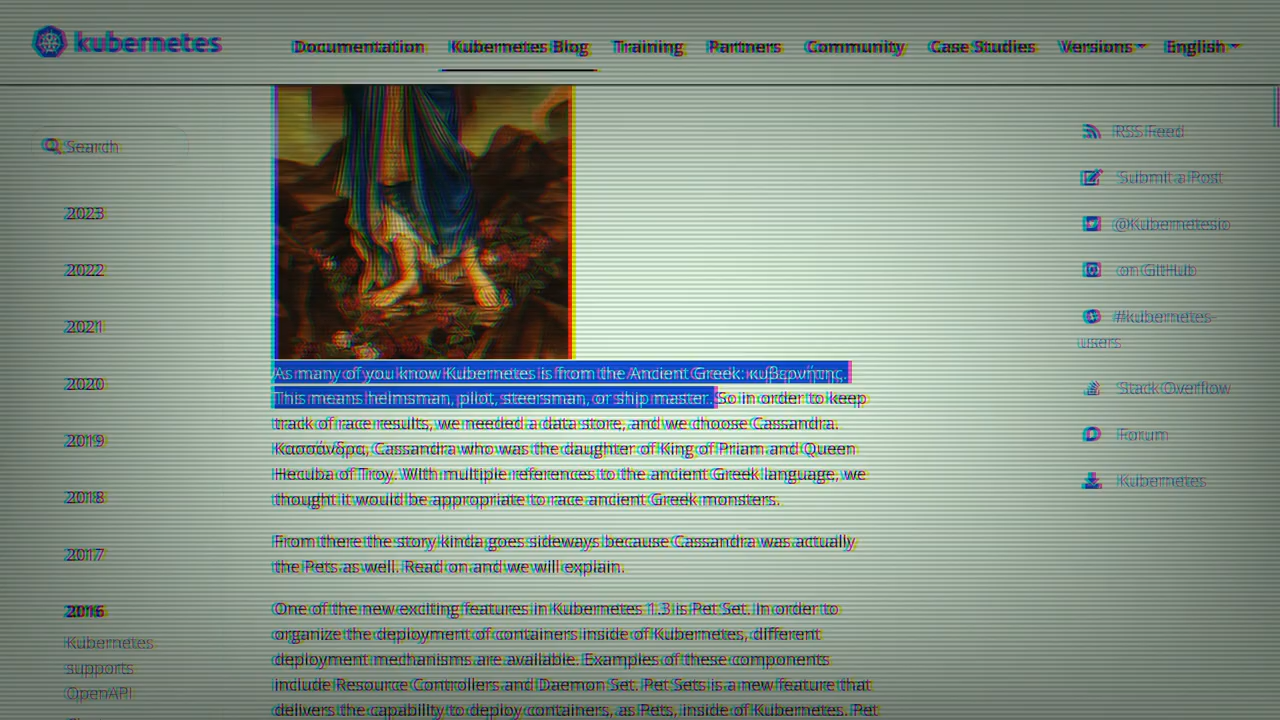 kubernetes
Documentation Kubernetes Blog Training Partners Community Case Studies Versions English
Search
2023
2022
2021
2020
2019
2018
2017
2016
Kubernetes
supports
OpenAPI
As many of you know Kubernetes is from the Ancient Greek: κυβερνήτης.
This means helmsman, pilot, steersman, or ship master. So in order to keep
track of race results, we needed a data store, and we choose Cassandra.
Κασσάνδρα, Cassandra who was the daughter of King of Priam and Queen
Hecuba of Troy. With multiple references to the ancient Greek language, we
thought it would be appropriate to race ancient Greek monsters.
From there the story kinda goes sideways because Cassandra was actually
the Pets as well. Read on and we will explain.
One of the new exciting features in Kubernetes 1.3 is Pet Set. In order to
organize the deployment of containers inside of Kubernetes, different
deployment mechanisms are available. Examples of these components
include Resource Controllers and Daemon Set. Pet Sets is a new feature that
delivers the capability to deploy containers, as Pets, inside of Kubernetes. Pet
RSS Feed
Submit a Post
@Kubernetesio
on GitHub
#kubernetes-
users
Stack Overflow
Forum
Kubernetes